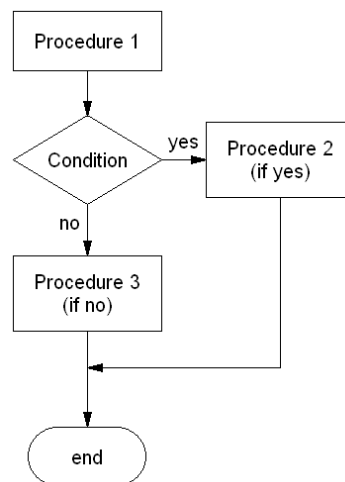 Procedure 1
Condition
yes
Procedure 2
(if yes)
no
Procedure 3
(if no)
end